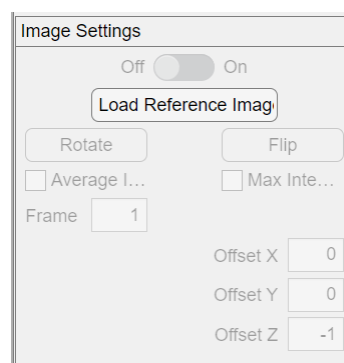 Image Settings
Off On
Load Reference Imag
Rotate Flip
Average I... Max Inte...
Frame 1
Offset X 0
Offset Y 0
Offset Z -1